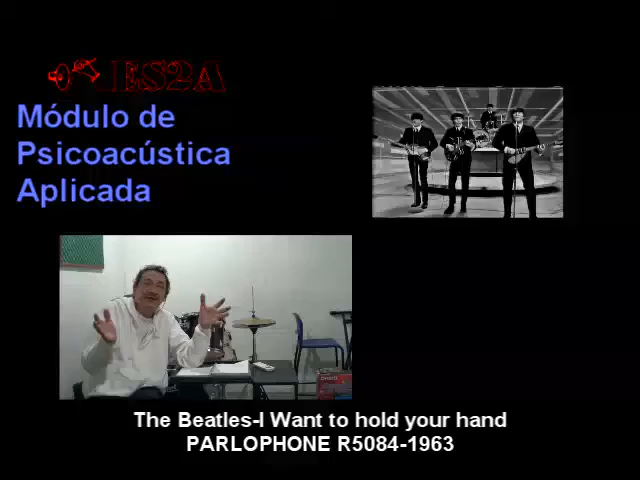 ES2A
Módulo de
Psicoacústica
Aplicada
The Beatles-I Want to hold your hand
PARLOPHONE R5084-1963